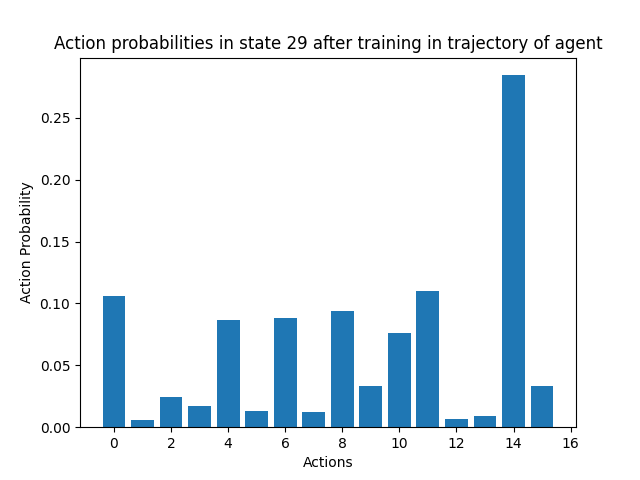 Action probabilities in state 29 after training in trajectory of agent
0.25
0.20
0.15
0.10
0.05
0.00
Action Probability
0 2 4 6 8 10 12 14 16
Actions